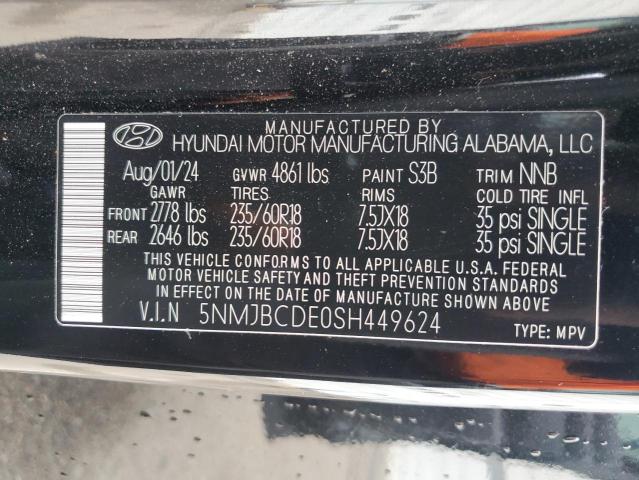 MANUFACTURED BY
HYUNDAI MOTOR MANUFACTURING ALABAMA, LLC
Aug/01/24 GVWR 4861 lbs PAINT S3B TRIM NNB
GAWR TIRES RIMS COLD TIRE INFL
FRONT 2778 lbs 235/60R18 7.5JX18 35 psi SINGLE
REAR 2646 lbs 235/60R18 7.5JX18 35 psi SINGLE
THIS VEHICLE CONFORMS TO ALL APPLICABLE U.S.A. FEDERAL
MOTOR VEHICLE SAFETY AND THEFT PREVENTION STANDARDS
IN EFFECT ON THE DATE OF MANUFACTURE SHOWN ABOVE.
V.I.N 5NMJBCDE0SH449624
TYPE: MPV